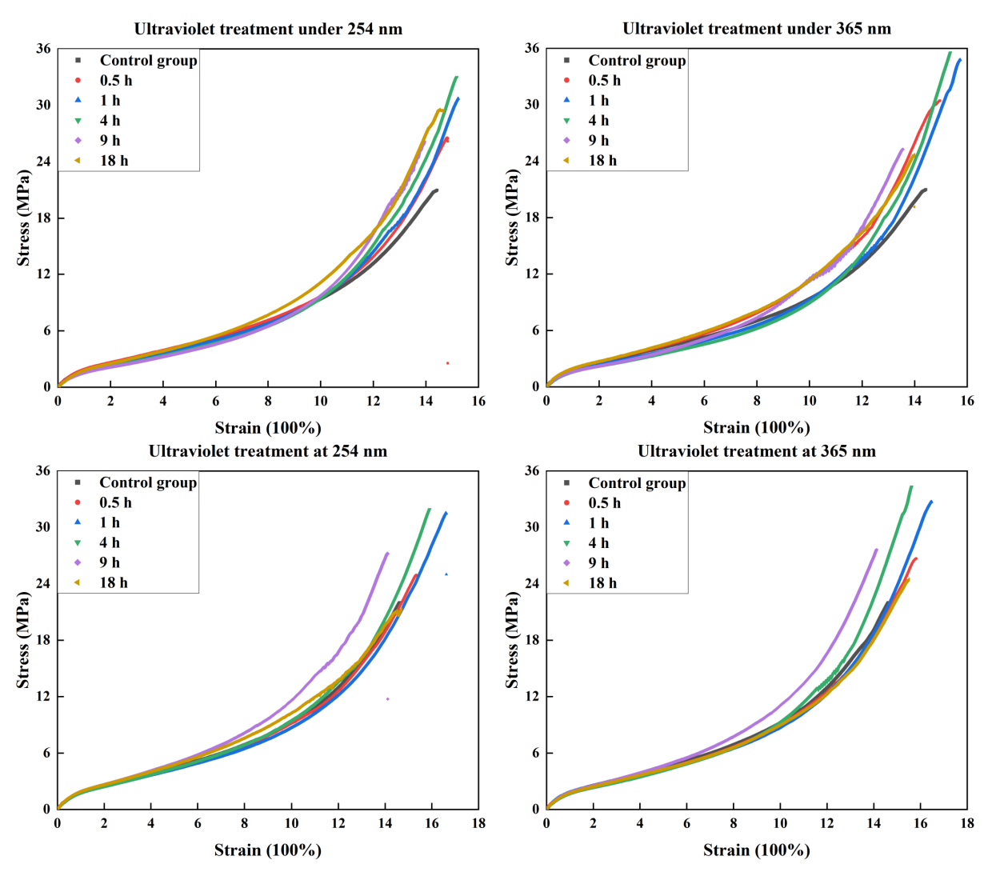 Ultraviolet treatment under 254 nm
36
30
24
18
12
6
0
Stress (MPa)
Control group
0.5 h
1 h
4 h
9 h
18 h
0 2 4 6 8 10 12 14 16
Strain (100%)
Ultraviolet treatment under 365 nm
36
30
24
18
12
6
0
Stress (MPa)
Control group
0.5 h
1 h
4 h
9 h
18 h
0 2 4 6 8 10 12 14 16
Strain (100%)
Ultraviolet treatment at 254 nm
36
30
24
18
12
6
0
Stress (MPa)
Control group
0.5 h
1 h
4 h
9 h
18 h
0 2 4 6 8 10 12 14 16 18
Strain (100%)
Ultraviolet treatment at 365 nm
36
30
24
18
12
6
0
Stress (MPa)
Control group
0.5 h
1 h
4 h
9 h
18 h
0 2 4 6 8 10 12 14 16 18
Strain (100%)